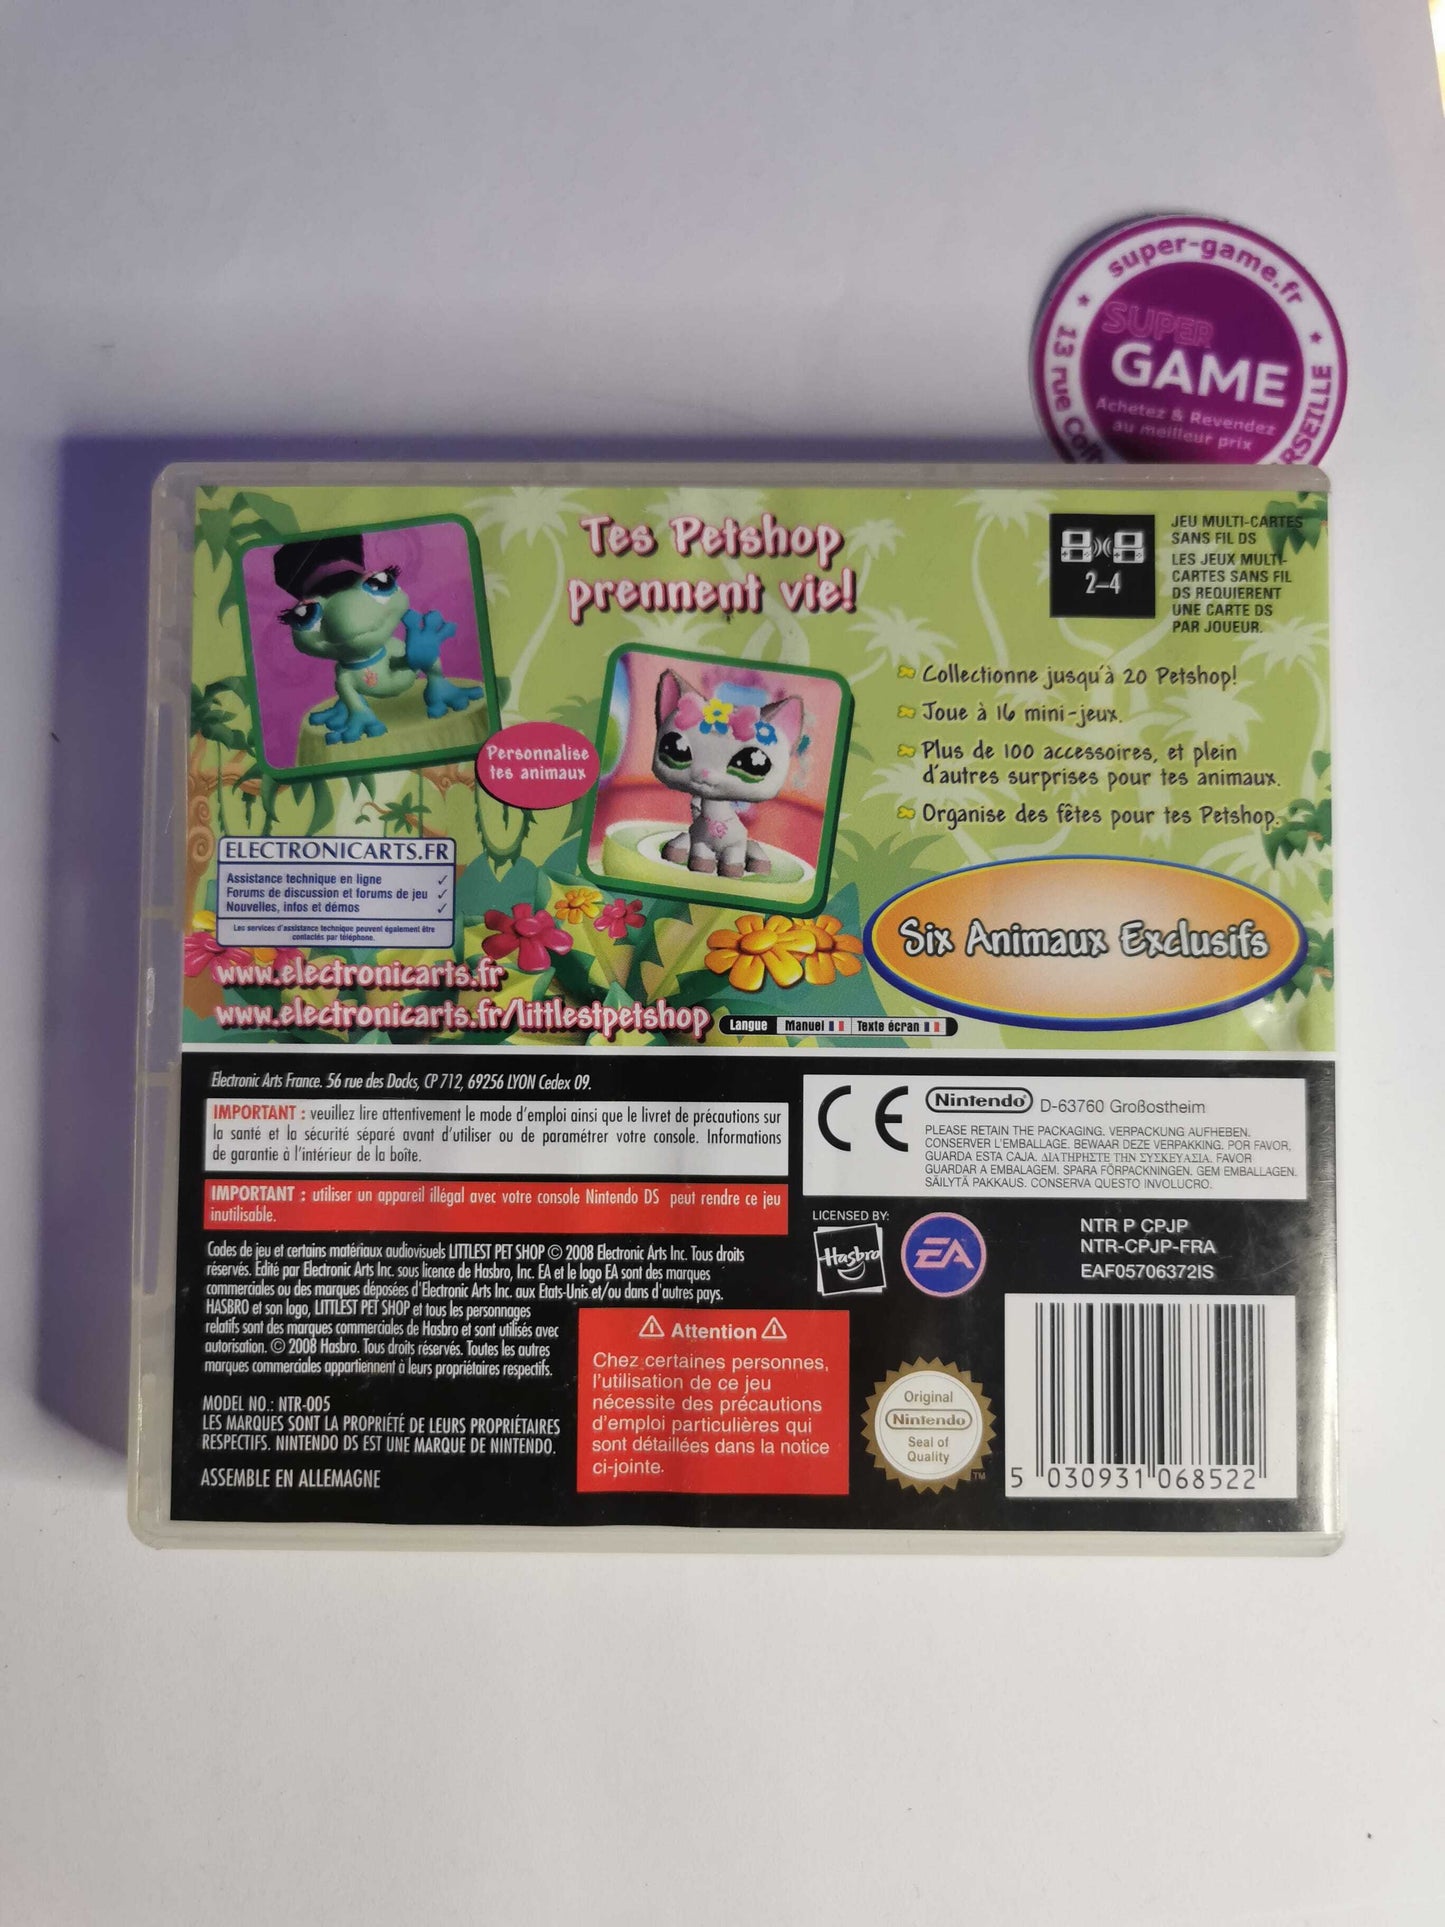 super-game.fr
13 rue
SUPER
GAME
Achetez & Revendez
au meilleur prix
Tes Petshop
prennent vie!
2–4
JEU MULTI-CARTES
SANS FIL DS
LES JEUX MULTI-
CARTES SANS FIL
DS REQUIERENT
UNE CARTE DS
PAR JOUEUR.
Personnalise
tes animaux
Collectionne jusqu'à 20 Petshop!
Joue à 16 mini-jeux.
Plus de 100 accessoires, et plein
d'autres surprises pour tes animaux.
Organise des fêtes pour tes Petshop.
Six Animaux Exclusifs
ELECTRONICARTS.FR
Assistance technique en ligne ✓
Forums de discussion et forums de jeu ✓
Nouvelles, infos et démos ✓
Les services d'assistance technique peuvent également être
contactés par téléphone.
www.electronicarts.fr
www.electronicarts.fr/littlestpetshop
Langue Manuel Texte écran
Electronic Arts France. 56 rue des Docks, CP 712, 69256 LYON Cedex 09.
IMPORTANT : veuillez lire attentivement le mode d'emploi ainsi que le livret de précautions sur
la santé et la sécurité séparé avant d'utiliser ou de paramétrer votre console. Informations
de garantie à l'intérieur de la boîte.
IMPORTANT : utiliser un appareil illégal avec votre console Nintendo DS peut rendre ce jeu
inutilisable.
Codes de jeu et certains matériaux audiovisuels LITTLEST PET SHOP © 2008 Electronic Arts Inc. Tous droits
réservés. Edité par Electronic Arts Inc. sous licence de Hasbro, Inc. EA et le logo EA sont des marques
commerciales ou des marques déposées d'Electronic Arts Inc. aux Etats-Unis et/ou dans d'autres pays.
HASBRO et son logo, LITTLEST PET SHOP et tous les personnages
relatifs sont des marques commerciales de Hasbro et sont utilisés avec
autorisation. © 2008 Hasbro. Tous droits réservés. Toutes les autres
marques commerciales appartiennent à leurs propriétaires respectifs.
MODEL NO.: NTR-005
LES MARQUES SONT LA PROPRIÉTÉ DE LEURS PROPRIÉTAIRES
RESPECTIFS. NINTENDO DS EST UNE MARQUE DE NINTENDO.
ASSEMBLE EN ALLEMAGNE
CE
Nintendo D-63760 Großostheim
PLEASE RETAIN THE PACKAGING. VERPACKUNG AUFHEBEN.
CONSERVER L'EMBALLAGE. BEWAAR DEZE VERPAKKING. POR FAVOR,
GUARDA ESTA CAJA. ΔΙΑΤΗΡΗΣΤΕ ΤΗΝ ΣΥΣΚΕΥΑΣΙΑ. FAVOR
GUARDAR A EMBALAGEM. SPARA FÖRPACKNINGEN. GEM EMBALLAGEN.
SÄILYTÄ PAKKAUS. CONSERVA QUESTO INVOLUCRO.
LICENSED BY:
Hasbro
EA
NTR P CPJP
NTR-CPJP-FRA
EAF05706372IS
⚠ Attention ⚠
Chez certaines personnes,
l'utilisation de ce jeu
nécessite des précautions
d'emploi particulières qui
sont détaillées dans la notice
ci-jointe.
Original
Nintendo
Seal of
Quality
TM
5 030931 068522